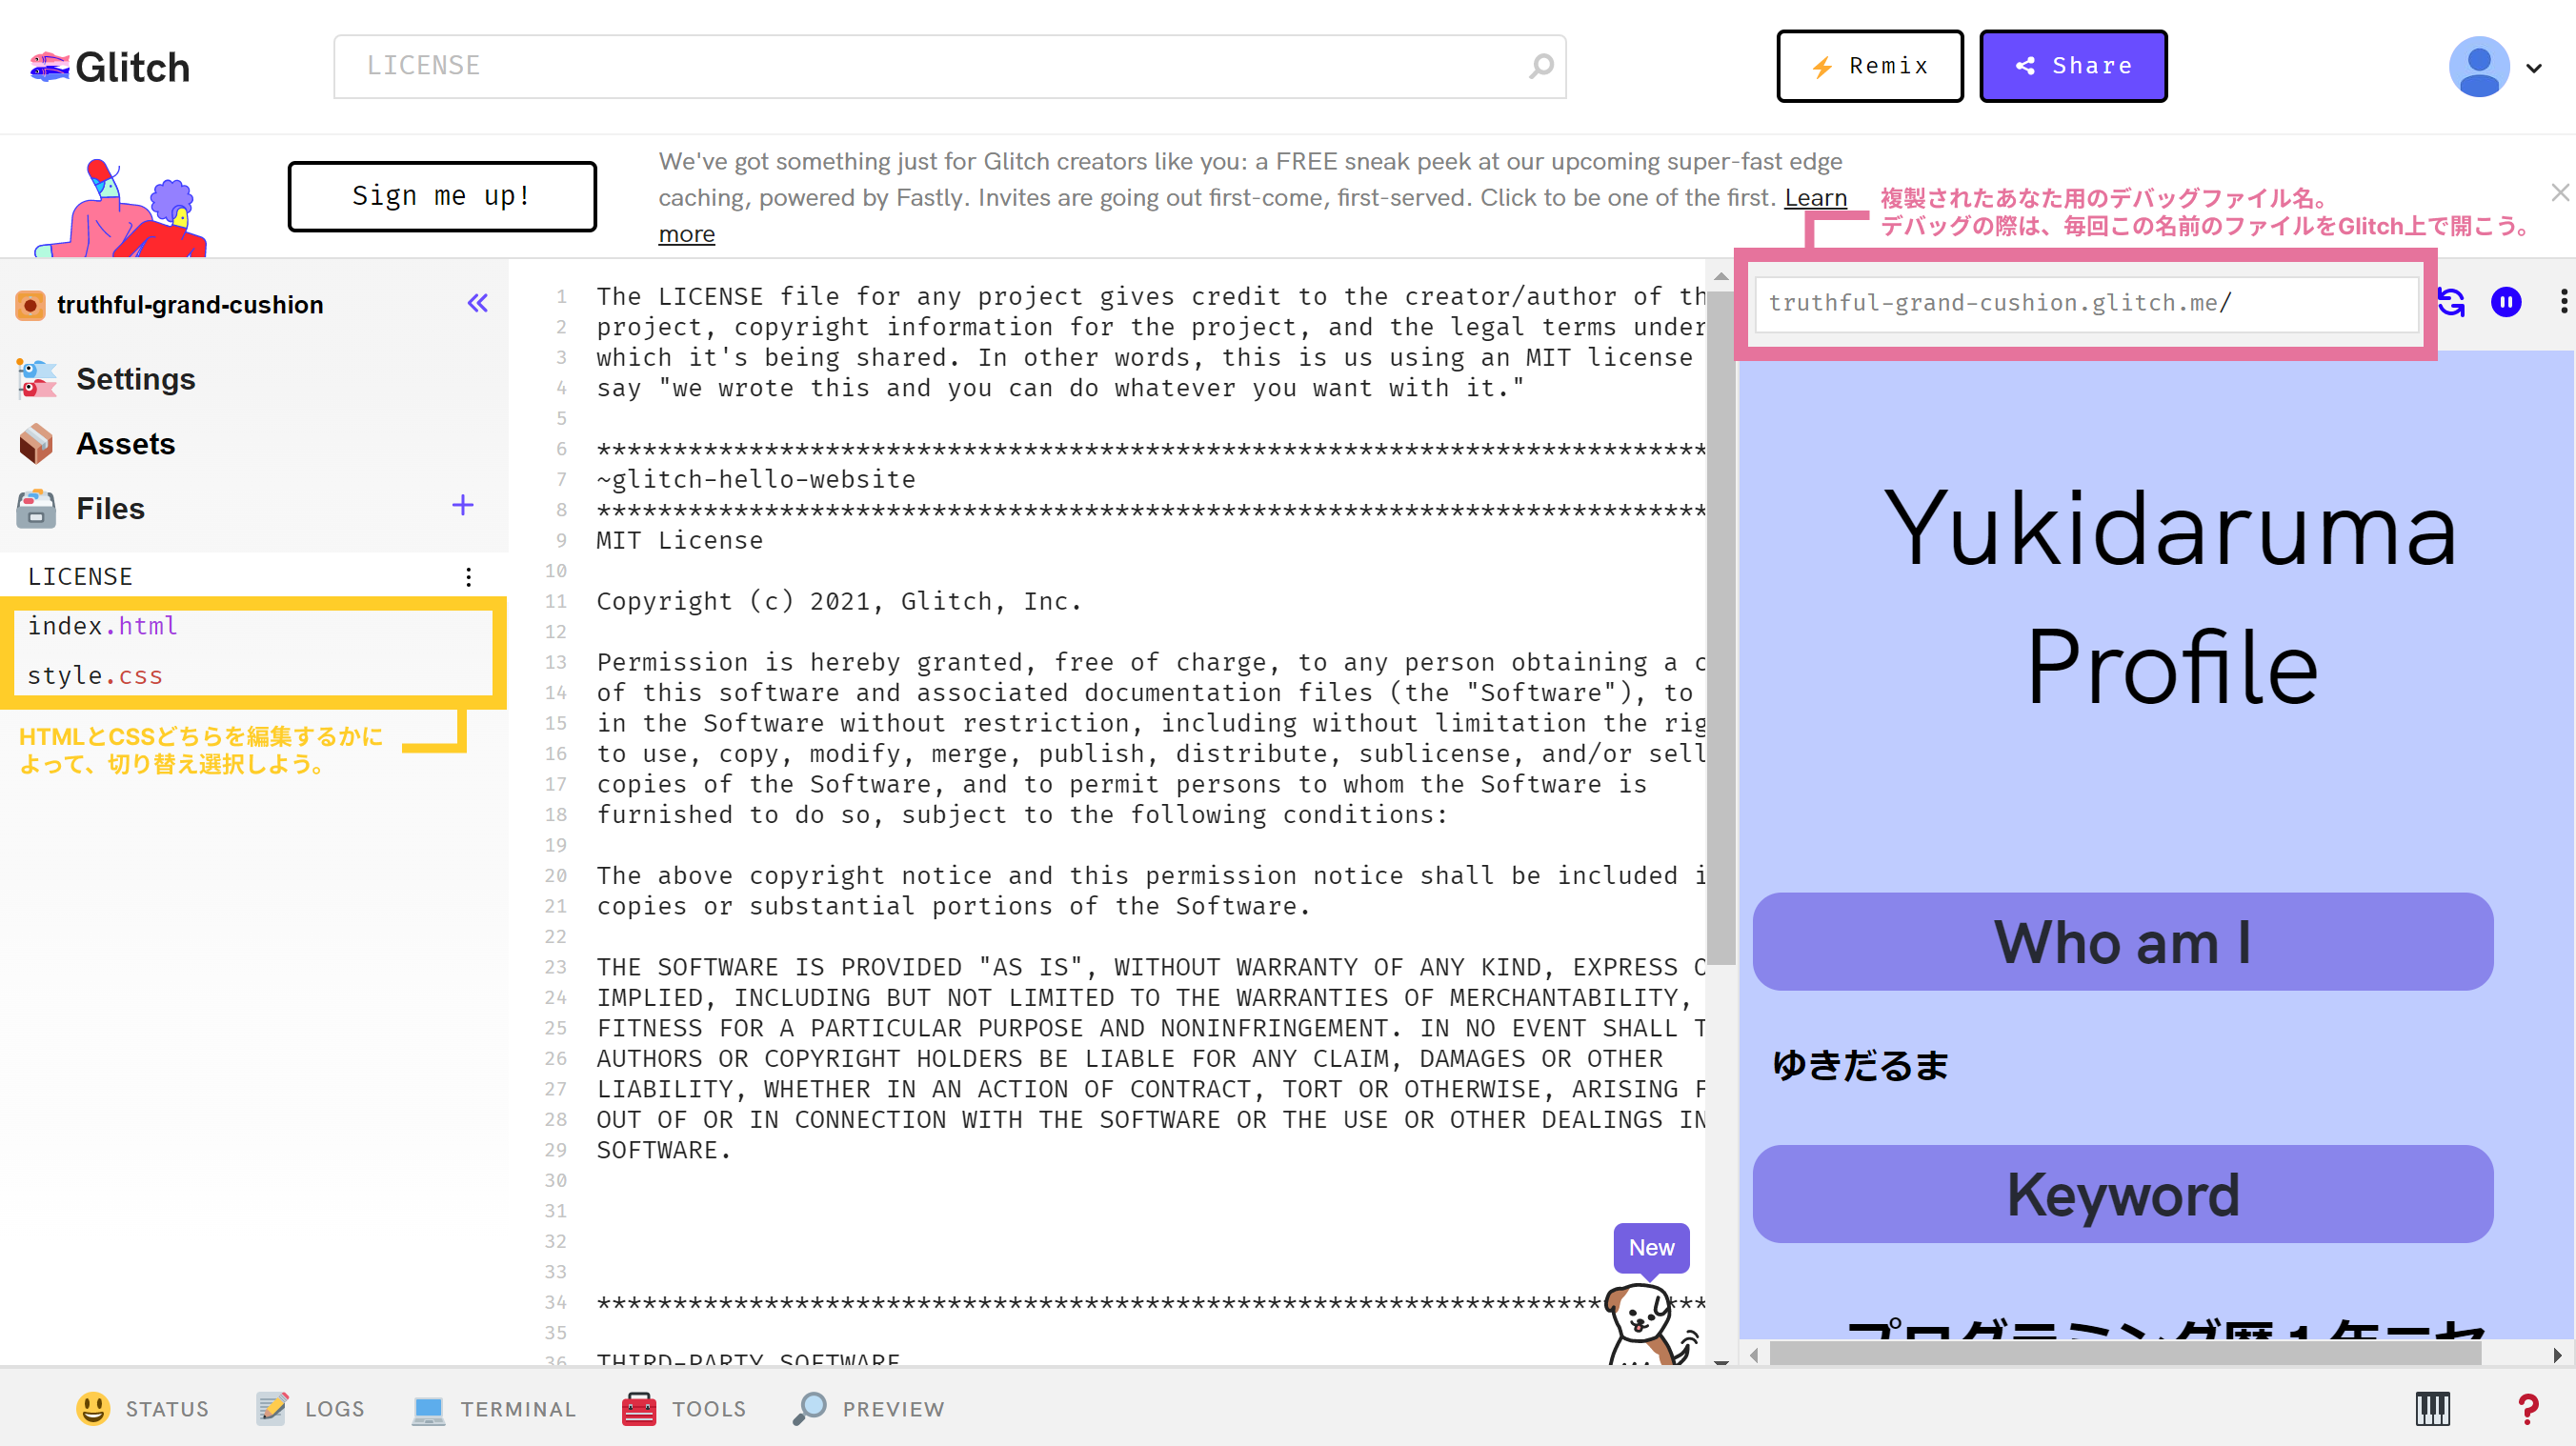 Glitch
LICENSE
Remix
Share
Sign me up!
We've got something just for Glitch creators like you: a FREE sneak peek at our upcoming super-fast edge
caching, powered by Fastly. Invites are going out first-come, first-served. Click to be one of the first. Learn
more
複製されたあなた用のデバッグファイル名。
デバッグの際は、毎回この名前のファイルをGlitch上で開こう。
truthful-grand-cushion
Settings
Assets
Files
LICENSE
index.html
style.css
HTMLとCSSどちらを編集するかに
よって、切り替え選択しよう。
1 The LICENSE file for any project gives credit to the creator/author of th
2 project, copyright information for the project, and the legal terms under
3 which it's being shared. In other words, this is us using an MIT license
4 say "we wrote this and you can do whatever you want with it."
5
6 *************************************************************************
7 ~glitch-hello-website
8 *************************************************************************
9 MIT License
10
11 Copyright (c) 2021, Glitch, Inc.
12
13 Permission is hereby granted, free of charge, to any person obtaining a c
14 of this software and associated documentation files (the "Software"), to
15 in the Software without restriction, including without limitation the rig
16 to use, copy, modify, merge, publish, distribute, sublicense, and/or sell
17 copies of the Software, and to permit persons to whom the Software is
18 furnished to do so, subject to the following conditions:
19
20 The above copyright notice and this permission notice shall be included i
21 copies or substantial portions of the Software.
22
23 THE SOFTWARE IS PROVIDED "AS IS", WITHOUT WARRANTY OF ANY KIND, EXPRESS O
24 IMPLIED, INCLUDING BUT NOT LIMITED TO THE WARRANTIES OF MERCHANTABILITY,
25 FITNESS FOR A PARTICULAR PURPOSE AND NONINFRINGEMENT. IN NO EVENT SHALL T
26 AUTHORS OR COPYRIGHT HOLDERS BE LIABLE FOR ANY CLAIM, DAMAGES OR OTHER
27 LIABILITY, WHETHER IN AN ACTION OF CONTRACT, TORT OR OTHERWISE, ARISING F
28 OUT OF OR IN CONNECTION WITH THE SOFTWARE OR THE USE OR OTHER DEALINGS IN
29 SOFTWARE.
30
31
32
33
34 *************************************************************************
35
36 THIRD-PARTY SOFTWARE
New
truthful-grand-cushion.glitch.me/
Yukidaruma
Profile
Who am I
ゆきだるま
Keyword
プログラミング歴１年ニセ
STATUS
LOGS
TERMINAL
TOOLS
PREVIEW